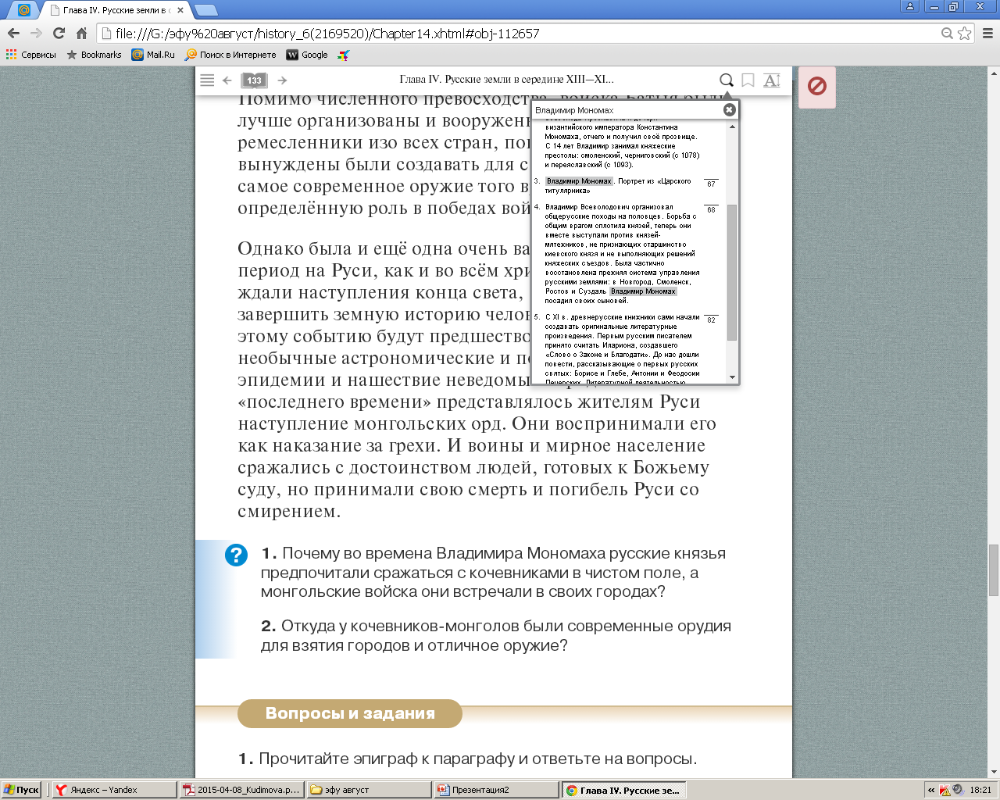 Глава IV. Русские земли в с
file:///G:/эфу%20август/history_6(2169520)/Chapter14.xhtml#obj-112657
Сервисы Bookmarks Mail.Ru Поиск в Интернете Google
133 Глава IV. Русские земли в середине XIII—XI...
Помимо численного превосходства, войска Батыя были
лучше организованы и вооружен
ремесленники изо всех стран, по
вынуждены были создавать для с
самое современное оружие того в
определённую роль в победах вой
Однако была и ещё одна очень ва
период на Руси, как и во всём хри
ждали наступления конца света,
завершить земную историю челов
этому событию будут предшество
необычные астрономические и п
эпидемии и нашествие неведомы
«последнего времени» представлялось жителям Руси
наступление монгольских орд. Они воспринимали его
как наказание за грехи. И воины и мирное население
сражались с достоинством людей, готовых к Божьему
суду, но принимали свою смерть и погибель Руси со
смирением.
Владимир Мономах
византийского императора Константина
Мономаха, отчего и получил своё прозвище.
С 14 лет Владимир занимал княжеские
престолы: смоленский, черниговский (с 1078)
и переяславский (с 1093).
3. Владимир Мономах. Портрет из «Царского 67
титулярника»
4. Владимир Всеволодович организовал 68
общерусские походы на половцев. Борьба с
общим врагом сплотила князей, теперь они
вместе выступали против князей-
мятежников, не признающих старшинство
киевского князя и не выполняющих решений
княжеских съездов. Была частично
восстановлена прежняя система управления
русскими землями: в Новгород, Смоленск,
Ростов и Суздаль Владимир Мономах
посадил своих сыновей.
5. С XI в. древнерусские книжники сами начали 82
создавать оригинальные литературные
произведения. Первым русским писателем
принято считать Илариона, создавшего
«Слово о Законе и Благодати». До нас дошли
повести, рассказывающие о первых русских
святых: Борисе и Глебе, Антонии и Феодосии
Печерских. Литературной деятельностью
? 1. Почему во времена Владимира Мономаха русские князья
предпочитали сражаться с кочевниками в чистом поле, а
монгольские войска они встречали в своих городах?
2. Откуда у кочевников-монголов были современные орудия
для взятия городов и отличное оружие?
Вопросы и задания
1. Прочитайте эпиграф к параграфу и ответьте на вопросы.
Пуск Яндекс – Yandex 2015-04-08_Kudimova.p... эфу август Презентация2 Глава IV. Русские зе... 18:21